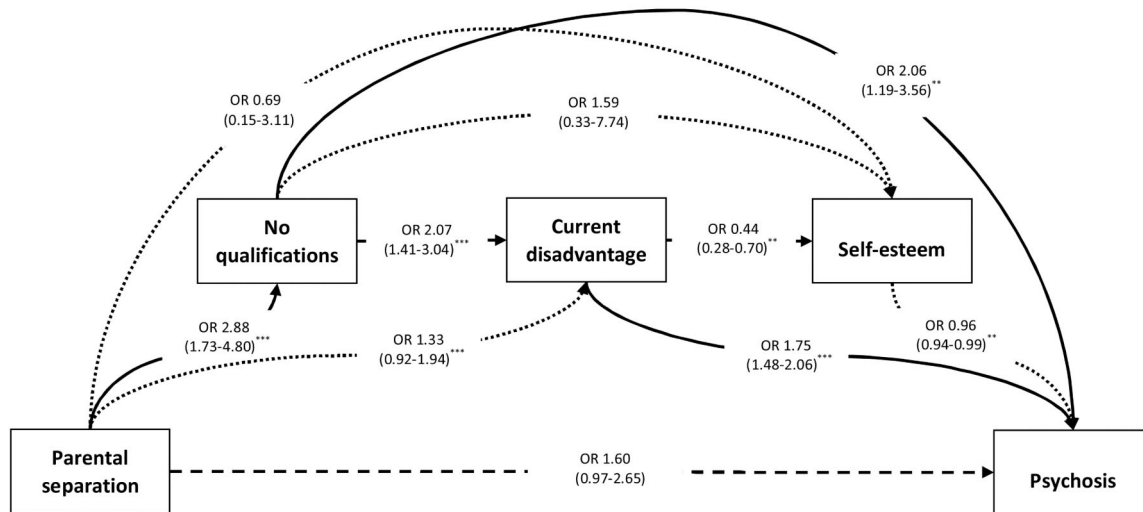 OR 2.06
(1.19-3.56)**
OR 0.69
(0.15-3.11)
OR 1.59
(0.33-7.74)
No
qualifications
OR 2.07
(1.41-3.04)***
Current
disadvantage
OR 0.44
(0.28-0.70)**
Self-esteem
OR 2.88
(1.73-4.80)***
OR 1.33
(0.92-1.94)***
OR 1.75
(1.48-2.06)***
OR 0.96
(0.94-0.99)**
Parental
separation
OR 1.60
(0.97-2.65)
Psychosis